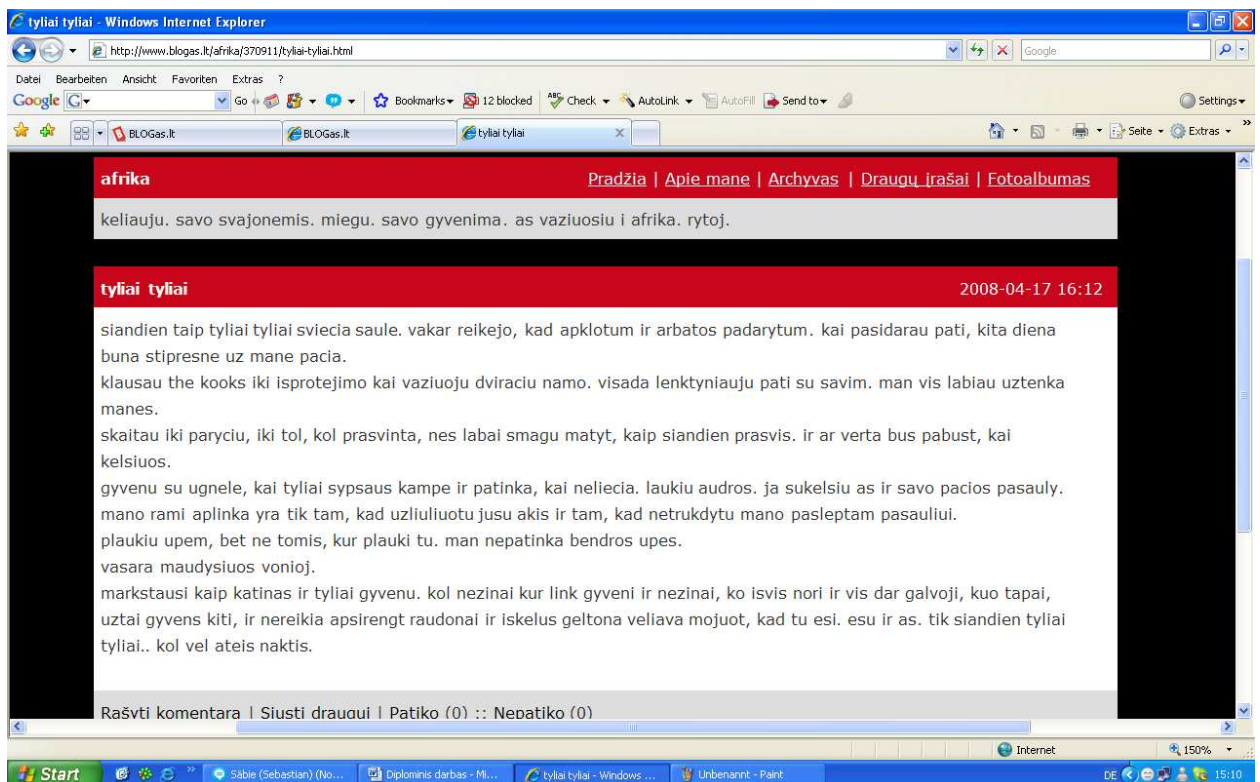 tyliai tyliai - Windows Internet Explorer
http://www.blogas.lt/afrika/370911/tyliai-tyliai.html
Google
Datei Bearbeiten Ansicht Favoriten Extras ?
Google G Go Bookmarks 12 blocked ABC Check AutoLink AutoFill Send to Settings
BLOGas.lt BLOGas.lt tyliai tyliai X Seite Extras »
afrika Pradžia | Apie mane | Archyvas | Draugų įrašai | Fotoalbumas
keliauju. savo svajonemis. miegu. savo gyvenima. as vaziuosiu i afrika. rytoj.
tyliai tyliai 2008-04-17 16:12
siandien taip tyliai tyliai sviecia saule. vakar reikejo, kad apklotum ir arbatos padarytum. kai pasidarau pati, kita diena
buna stipresne uz mane pacia.
klausau the kooks iki isprotejimo kai vaziuoju dviraciu namo. visada lenktyniauju pati su savim. man vis labiau uztenka
manes.
skaitau iki paryciu, iki tol, kol prasvinta, nes labai smagu matyt, kaip siandien prasvis. ir ar verta bus pabust, kai
kelsiuos.
gyvenu su ugnele, kai tyliai sypsaus kampe ir patinka, kai neliecia. laukiu audros. ja sukelsiu as ir savo pacios pasauly.
mano rami aplinka yra tik tam, kad uzliuliuotu jusu akis ir tam, kad netrukdytu mano pasleptam pasauliui.
plaukiu upem, bet ne tomis, kur plauki tu. man nepatinka bendros upes.
vasara maudysiuos vonioj.
markstausi kaip katinas ir tyliai gyvenu. kol nezinai kur link gyveni ir nezinai, ko isvis nori ir vis dar galvoji, kuo tapai,
uztai gyvens kiti, ir nereikia apsirengt raudonai ir iskelus geltona veliava mojuot, kad tu esi. esu ir as. tik siandien tyliai
tyliai.. kol vel ateis naktis.
Rašyti komentarą | Siųsti draugui | Patiko (0) :: Nepatiko (0)
Internet 150%
Start » Säbie (Sebastian) (No... Diplominis darbas - Mi... tyliai tyliai - Windows ... Unbenannt - Paint DE 15:10